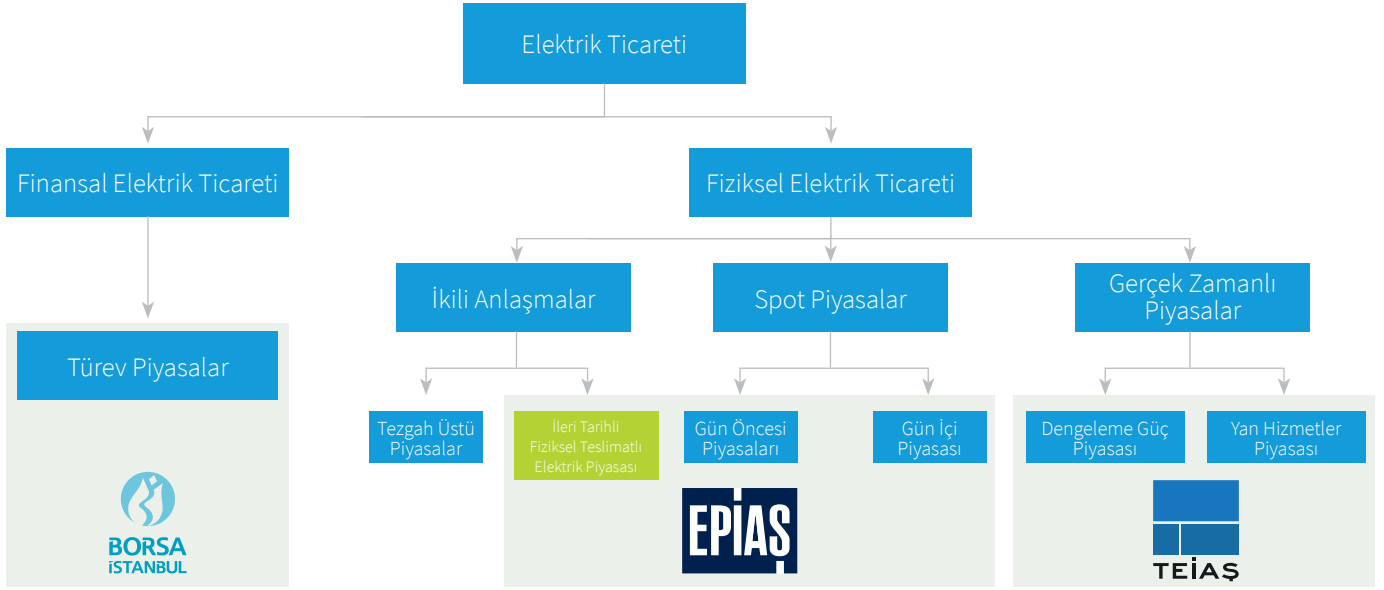 Elektrik Ticareti
Finansal Elektrik Ticareti
Fiziksel Elektrik Ticareti
İkili Anlaşmalar
Spot Piyasalar
Gerçek Zamanlı
Piyasalar
Türev Piyasalar
Tezgah Üstü
Piyasalar
İleri Tarihli
Fiziksel Teslimatlı
Elektrik Piyasası
Gün Öncesi
Piyasaları
Gün İçi
Piyasası
Dengeleme Güç
Piyasası
Yan Hizmetler
Piyasası
BORSA
İSTANBUL
EPİAŞ
TEİAŞ